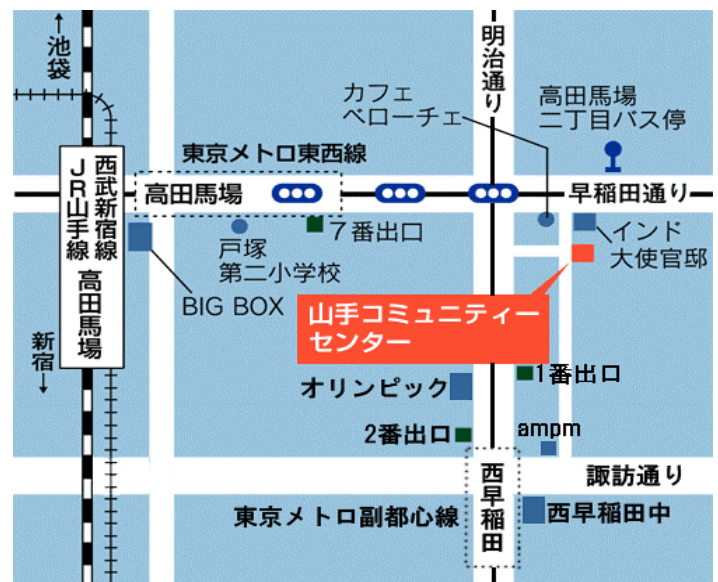 ↑
池袋
明治通り
カフェ
ベローチェ
高田馬場
二丁目バス停
東京メトロ東西線
西武新宿線
JR山手線
高田馬場
高田馬場
早稲田通り
7番出口
戸塚
第二小学校
BIG BOX
インド
大使官邸
山手コミュニティー
センター
新宿
↓
オリンピック
1番出口
2番出口
ampm
西早稲田
諏訪通り
東京メトロ副都心線
西早稲田中